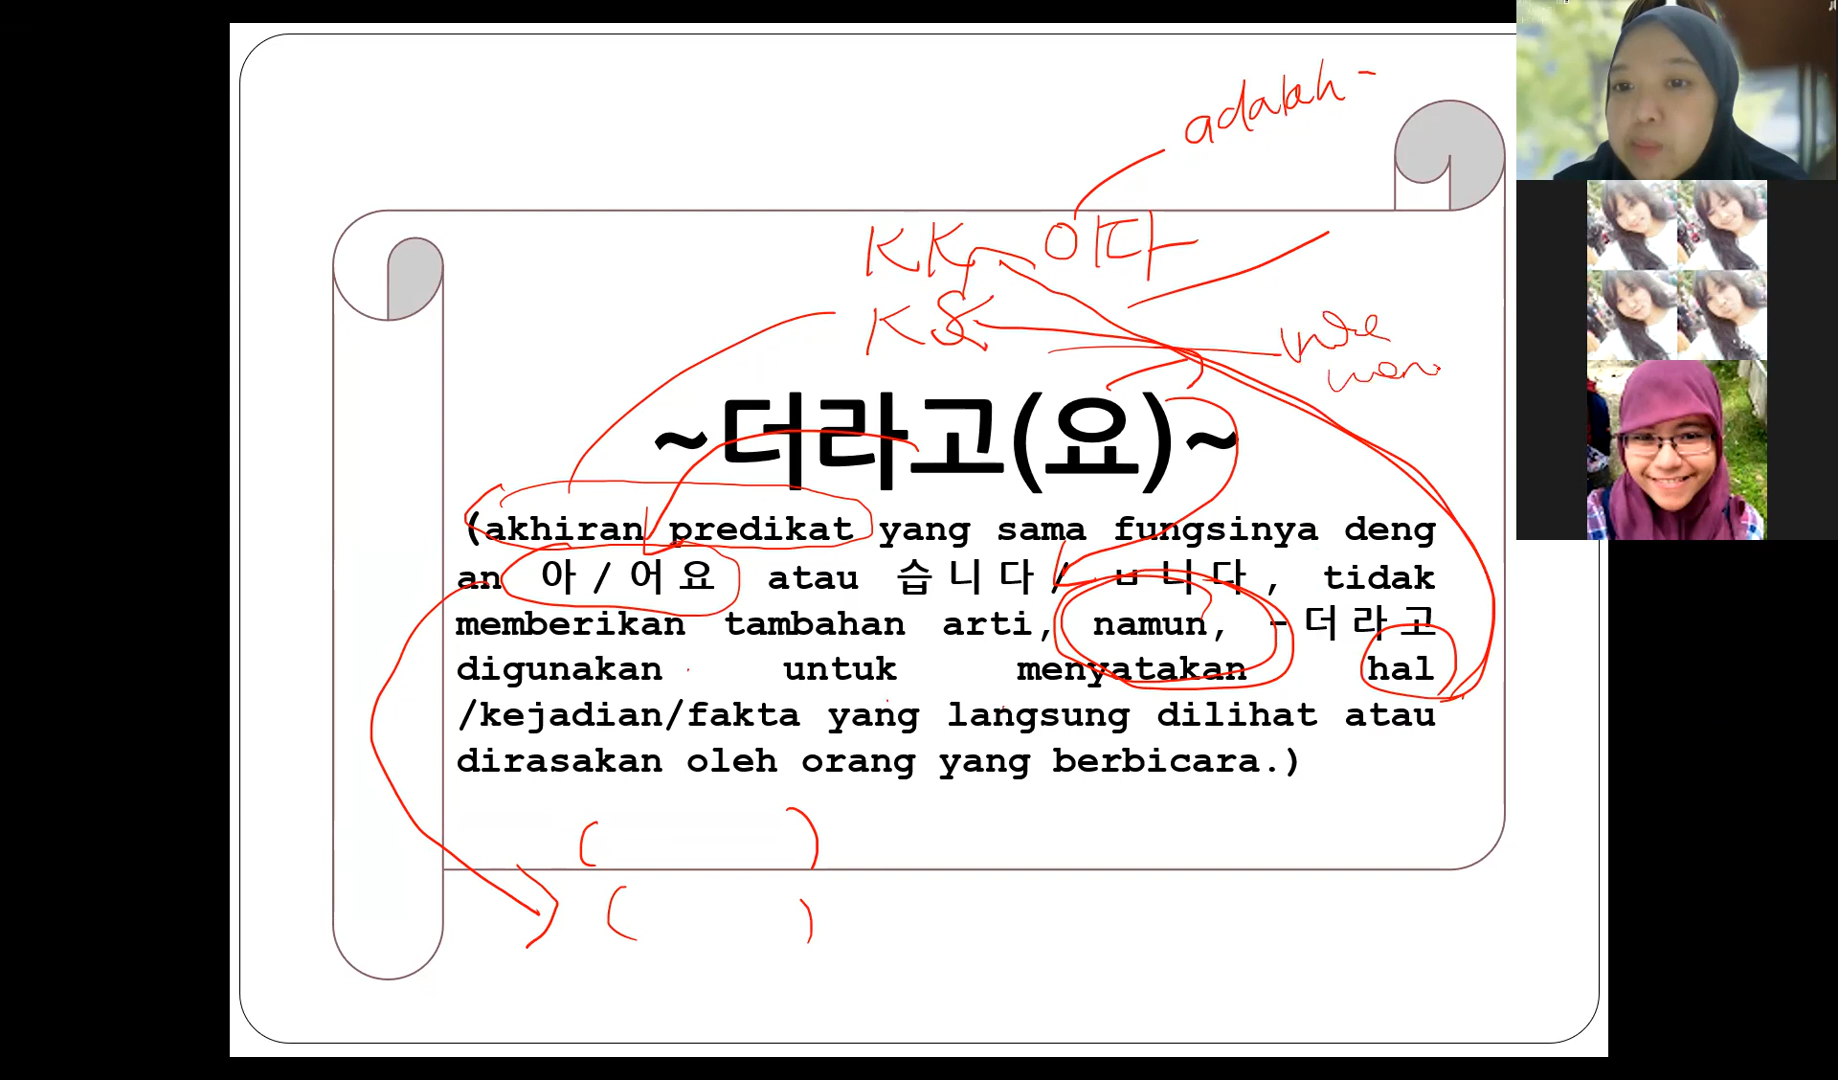 adalah -
KK 이다
KS
~더라고(요)~
(akhiran predikat yang sama fungsinya deng
an 아/어요 atau 습니다/ㅂ니다, tidak
memberikan tambahan arti, namun, -더라고
digunakan untuk menyatakan hal
/kejadian/fakta yang langsung dilihat atau
dirasakan oleh orang yang berbicara.)
( )
( )